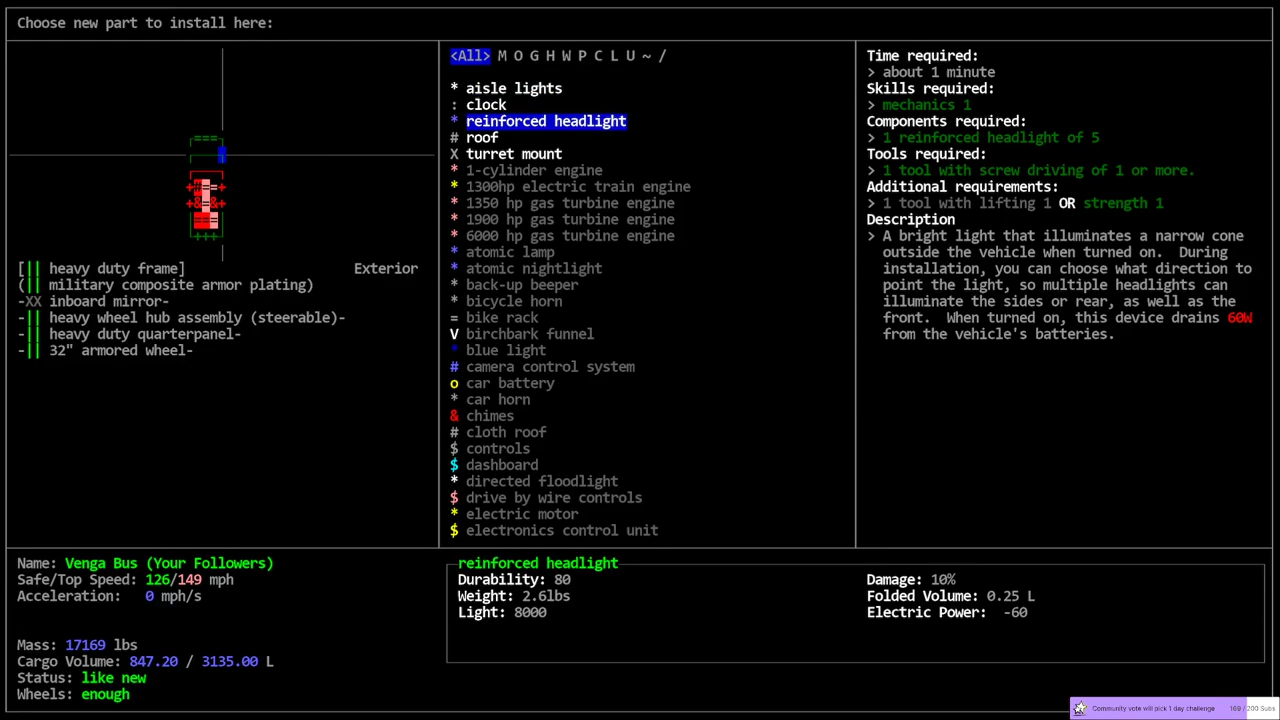 Choose new part to install here:
<All> M O G H W P C L U ~ /
* aisle lights
: clock
* reinforced headlight
# roof
X turret mount
* 1-cylinder engine
* 1300hp electric train engine
* 1350 hp gas turbine engine
* 1900 hp gas turbine engine
* 6000 hp gas turbine engine
* atomic lamp
* atomic nightlight
* back-up beeper
* bicycle horn
= bike rack
V birchbark funnel
* blue light
# camera control system
o car battery
* car horn
& chimes
# cloth roof
$ controls
$ dashboard
* directed floodlight
$ drive by wire controls
* electric motor
$ electronics control unit
Time required:
> about 1 minute
Skills required:
> mechanics 1
Components required:
> 1 reinforced headlight of 5
Tools required:
> 1 tool with screw driving of 1 or more.
Additional requirements:
> 1 tool with lifting 1 OR strength 1
Description
> A bright light that illuminates a narrow cone
outside the vehicle when turned on.  During
installation, you can choose what direction to
point the light, so multiple headlights can
illuminate the sides or rear, as well as the
front.  When turned on, this device drains 60W
from the vehicle's batteries.
[|| heavy duty frame] Exterior
(|| military composite armor plating)
-XX inboard mirror-
-|| heavy wheel hub assembly (steerable)-
-|| heavy duty quarterpanel-
-|| 32" armored wheel-
Name: Venga Bus (Your Followers)
Safe/Top Speed: 126/149 mph
Acceleration: 0 mph/s
Mass: 17169 lbs
Cargo Volume: 847.20 / 3135.00 L
Status: like new
Wheels: enough
reinforced headlight
Durability: 80
Weight: 2.6lbs
Light: 8000
Damage: 10%
Folded Volume: 0.25 L
Electric Power: -60
Community vote will pick 1 day challenge
169 / 200 Subs